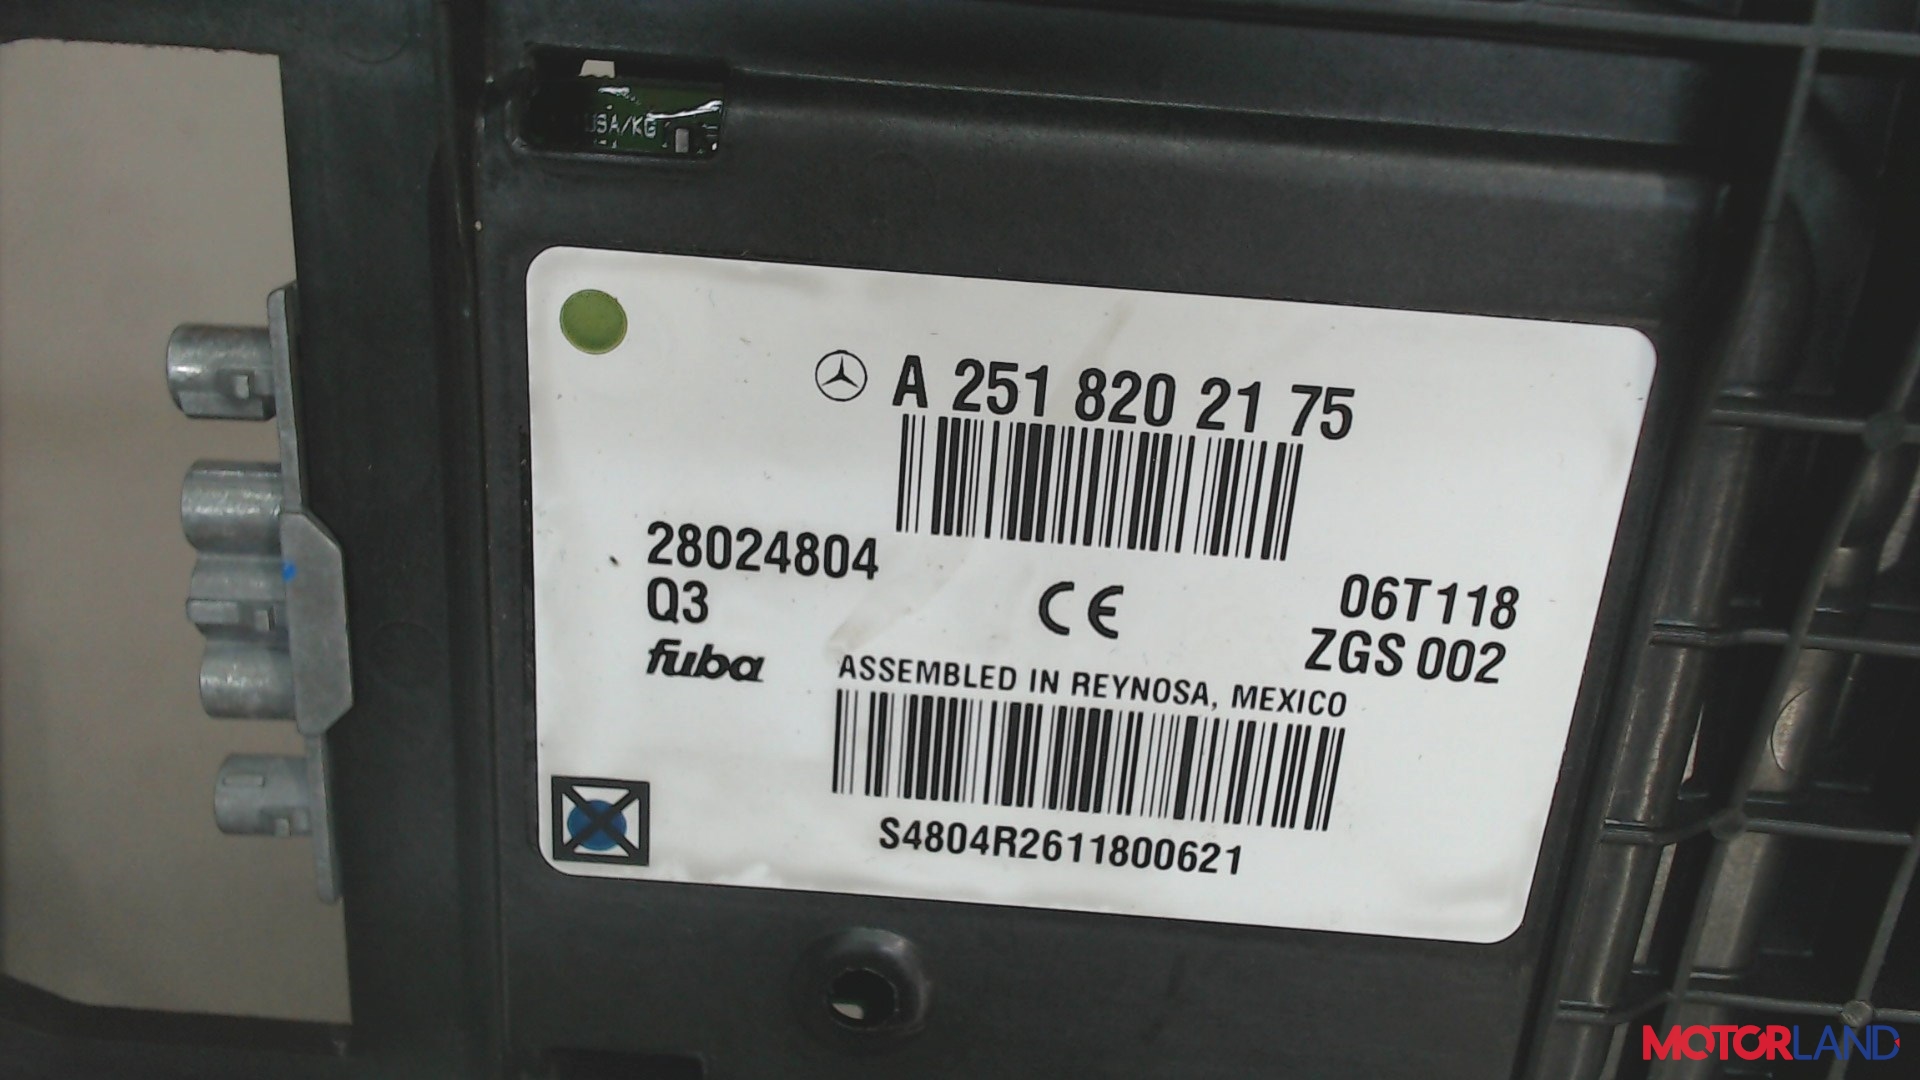 USA/KG
A 251 820 21 75
28024804
Q3
fuba
CE
06T118
ZGS 002
ASSEMBLED IN REYNOSA, MEXICO
S4804R2611800621
MOTORLAND